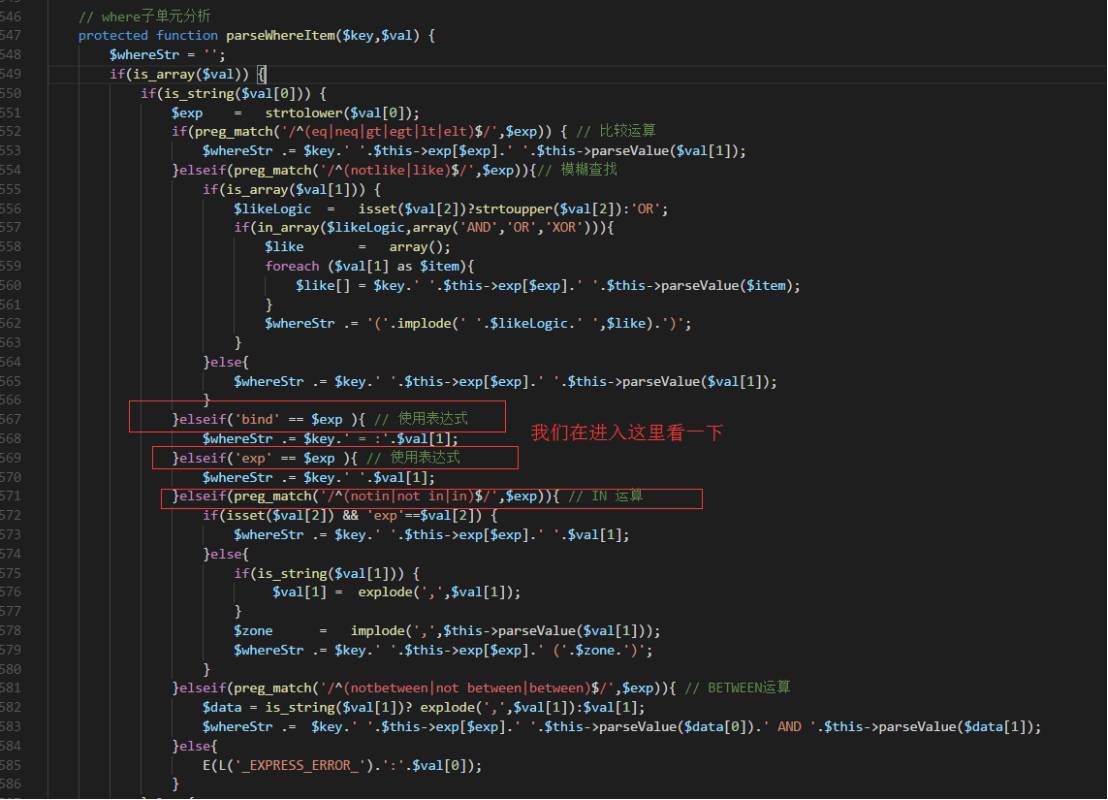 546 // where子单元分析
547 protected function parseWhereItem($key,$val) {
548 $whereStr = '';
549 if(is_array($val)) {
550 if(is_string($val[0])) {
551 $exp = strtolower($val[0]);
552 if(preg_match('/^(eq|neq|gt|egt|lt|elt)$/',$exp)) { // 比较运算
553 $whereStr .= $key.' '.$this->exp[$exp].' '.$this->parseValue($val[1]);
554 }elseif(preg_match('/^(notlike|like)$/',$exp)){// 模糊查找
555 if(is_array($val[1])) {
556 $likeLogic = isset($val[2])?strtoupper($val[2]):'OR';
557 if(in_array($likeLogic,array('AND','OR','XOR'))){
558 $like = array();
559 foreach ($val[1] as $item){
560 $like[] = $key.' '.$this->exp[$exp].' '.$this->parseValue($item);
561 }
562 $whereStr .= '('.implode(' '.$likeLogic.' ',$like).')';
563 }
564 }else{
565 $whereStr .= $key.' '.$this->exp[$exp].' '.$this->parseValue($val[1]);
566 }
567 }elseif('bind' == $exp ){ // 使用表达式
我们在进入这里看一下
568 $whereStr .= $key.' = :'.$val[1];
569 }elseif('exp' == $exp ){ // 使用表达式
570 $whereStr .= $key.' '.$val[1];
571 }elseif(preg_match('/^(notin|not in|in)$/',$exp)){ // IN 运算
572 if(isset($val[2]) && 'exp'==$val[2]) {
573 $whereStr .= $key.' '.$this->exp[$exp].' '.$val[1];
574 }else{
575 if(is_string($val[1])) {
576 $val[1] = explode(',',$val[1]);
577 }
578 $zone = implode(',',$this->parseValue($val[1]));
579 $whereStr .= $key.' '.$this->exp[$exp].' ('.$zone.')';
580 }
581 }elseif(preg_match('/^(notbetween|not between|between)$/',$exp)){ // BETWEEN运算
582 $data = is_string($val[1])? explode(',',$val[1]):$val[1];
583 $whereStr .= $key.' '.$this->exp[$exp].' '.$this->parseValue($data[0]).' AND '.$this->parseValue($data[1]);
584 }else{
585 E(L('_EXPRESS_ERROR_').':'.$val[0]);
586 }